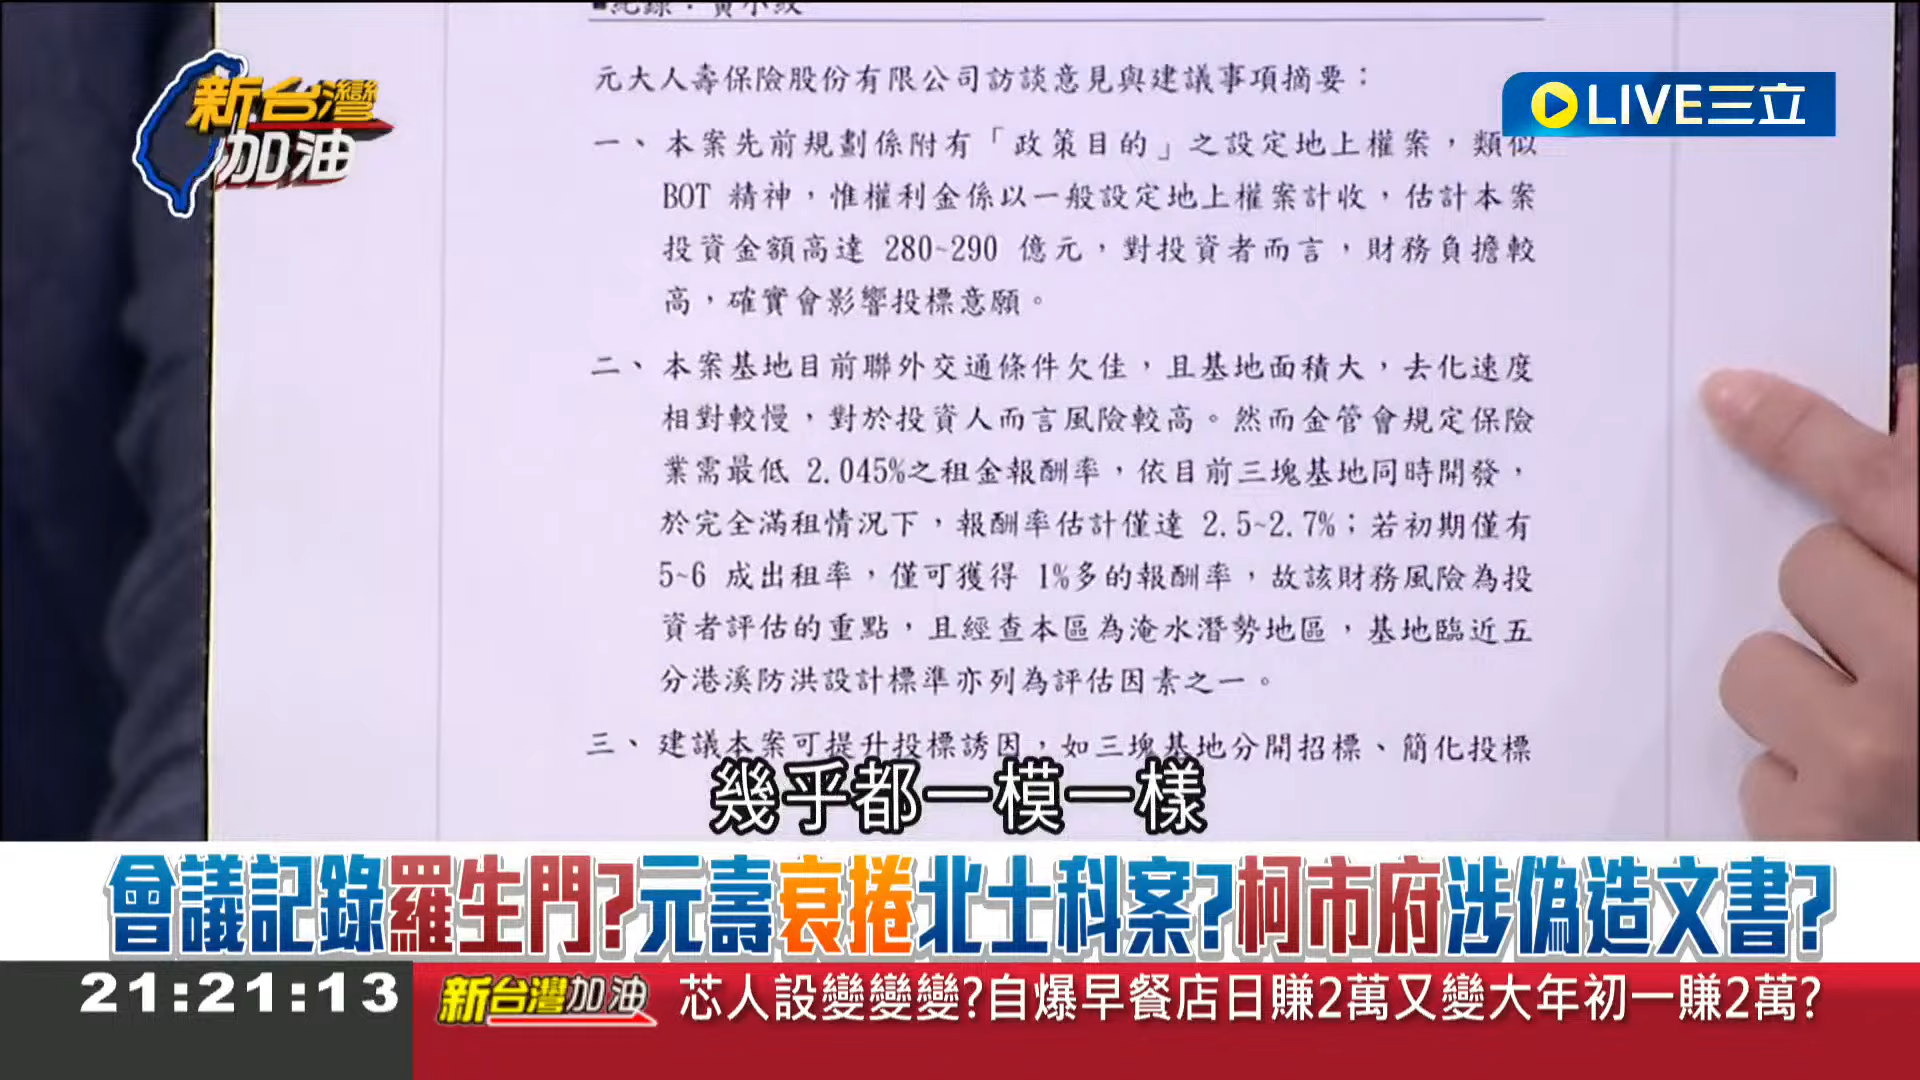 元大人壽保險股份有限公司訪談意見與建議事項摘要：
新台灣加油
LIVE三立
一、本案先前規劃係附有「政策目的」之設定地上權案，類似
BOT 精神，惟權利金係以一般設定地上權案計收，估計本案
投資金額高達 280~290 億元，對投資者而言，財務負擔較
高，確實會影響投標意願。
二、本案基地目前聯外交通條件欠佳，且基地面積大，去化速度
相對較慢，對於投資人而言風險較高。然而金管會規定保險
業需最低 2.045%之租金報酬率，依目前三塊基地同時開發，
於完全滿租情況下，報酬率估計僅達 2.5~2.7%；若初期僅有
5~6 成出租率，僅可獲得 1%多的報酬率，故該財務風險為投
資者評估的重點，且經查本區為淹水潛勢地區，基地臨近五
分港溪防洪設計標準亦列為評估因素之一。
三、建議本案可提升投標誘因，如三塊基地分開招標、簡化投標
幾乎都一模一樣
會議記錄羅生門?元壽衰捲北士科案?柯市府涉偽造文書?
21:21:13
新台灣加油
芯人設變變變?自爆早餐店日賺2萬又變大年初一賺2萬?